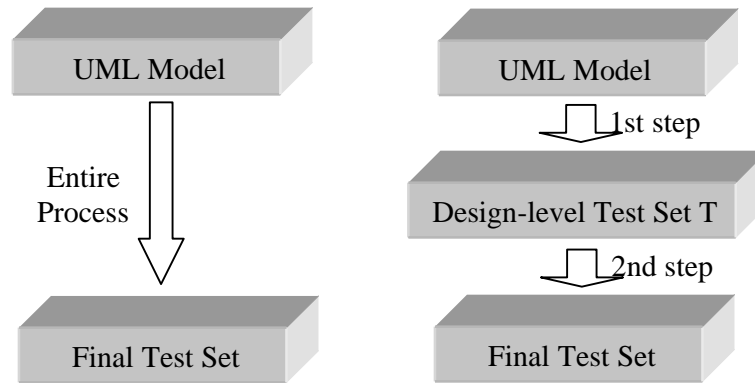 UML Model
Entire
Process
Final Test Set
UML Model
1st step
Design-level Test Set T
2nd step
Final Test Set